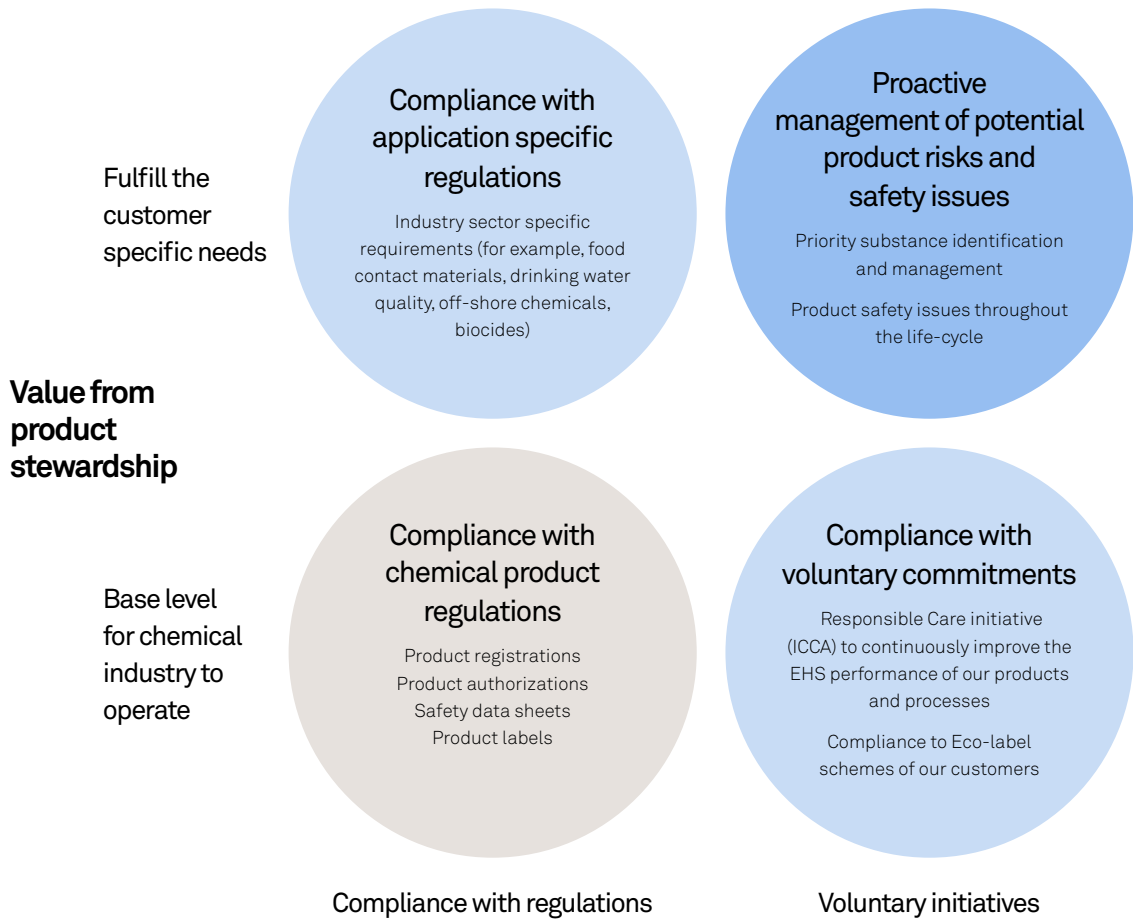 Fulfill the
customer
specific needs
Compliance with
application specific
regulations
Industry sector specific
requirements (for example, food
contact materials, drinking water
quality, off-shore chemicals,
biocides)
Proactive
management of potential
product risks and
safety issues
Priority substance identification
and management
Product safety issues throughout
the life-cycle
Value from
product
stewardship
Base level
for chemical
industry to
operate
Compliance with
chemical product
regulations
Product registrations
Product authorizations
Safety data sheets
Product labels
Compliance with
voluntary commitments
Responsible Care initiative
(ICCA) to continuously improve the
EHS performance of our products
and processes
Compliance to Eco-label
schemes of our customers
Compliance with regulations
Voluntary initiatives